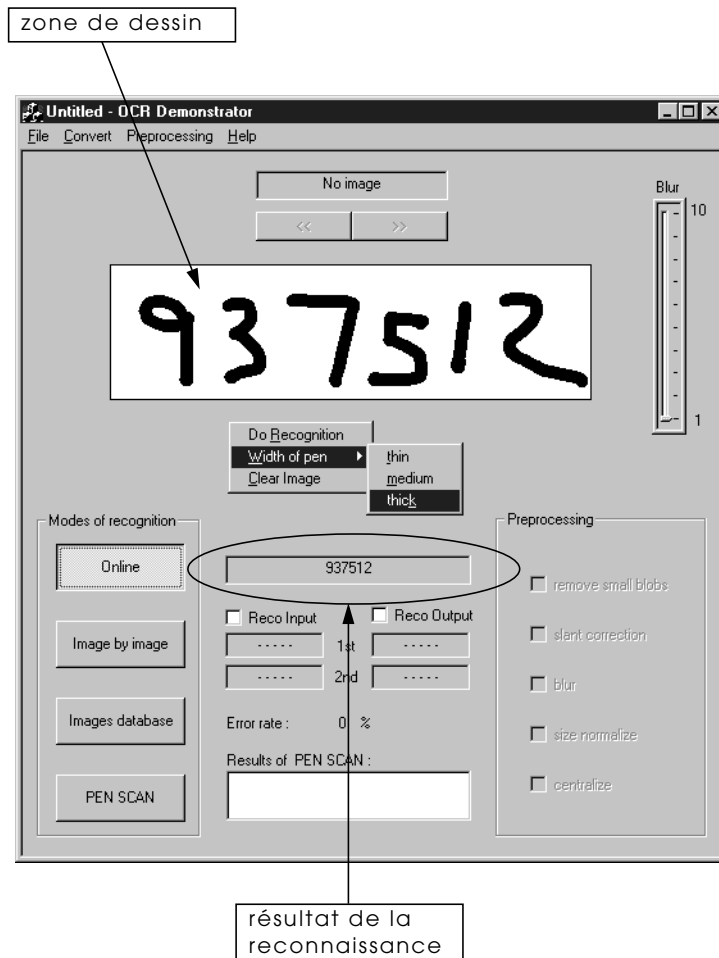 zone de dessin
Untitled - OCR Demonstrator
File Convert Preprocessing Help
No image
Blur
<< >>
10
937512
1
Do Recognition
Width of pen
thin
Clear Image
medium
thick
Modes of recognition
Preprocessing
Online
937512
remove small blobs
Reco Input
Reco Output
Image by image
----- 1st -----
slant correction
----- 2nd -----
blur
Images database
Error rate : 0 %
size normalize
Results of PEN SCAN :
PEN SCAN
centralize
résultat de la
reconnaissance